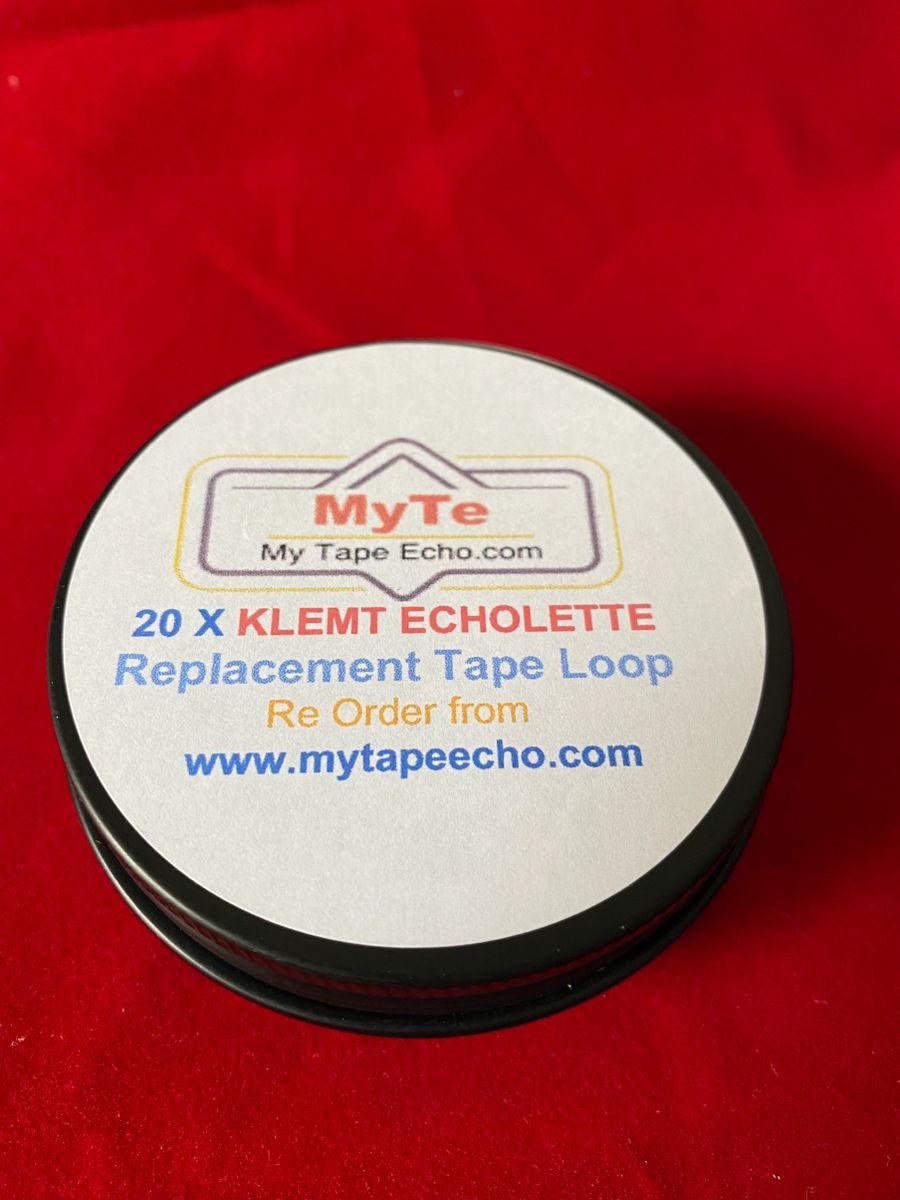 MyTe
My Tape Echo.com
20 X KLEMT ECHOLETTE
Replacement Tape Loop
Re Order from
www.mytapeecho.com